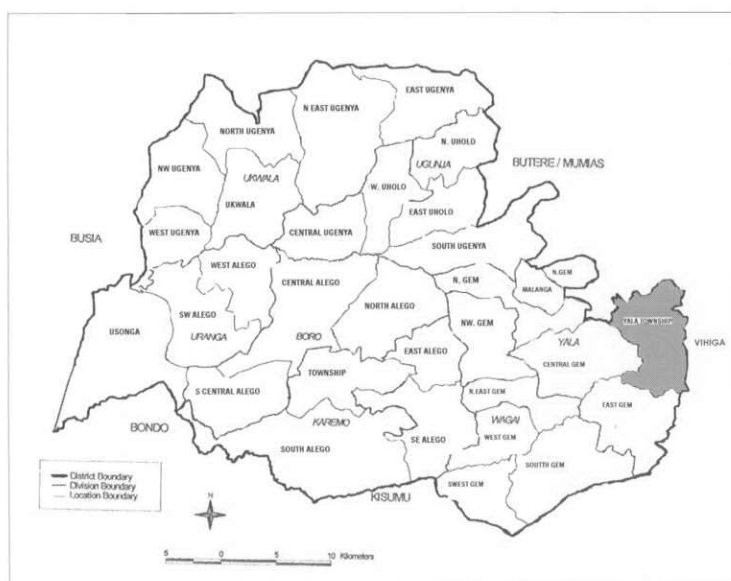 EAST UGENYA
N EAST UGENYA
NORTH UGENYA
N. UHOLO
UGUNJA
BUTERE / MUMIAS
NW UGENYA
UKWALA
W. UHOLO
UKWALA
EAST UHOLO
WEST UGENYA
CENTRAL UGENYA
BUSIA
SOUTH UGENYA
WEST ALEGO
CENTRAL ALEGO
N. GEM
N. GEM
MALANGA
NORTH ALEGO
SW ALEGO
YALA TOWNSHIP
USONGA
URANGA
BORO
NW. GEM
YALA
VIHIGA
EAST ALEGO
CENTRAL GEM
TOWNSHIP
S CENTRAL ALEGO
N.EAST GEM
EAST GEM
KAREMO
WAGAI
BONDO
WEST GEM
SE ALEGO
SOUTH ALEGO
SOUTTH GEM
SWEST GEM
KISUMU
District Boundary
Division Boundary
Location Boundary
N
5 0 5 10 Kilometers